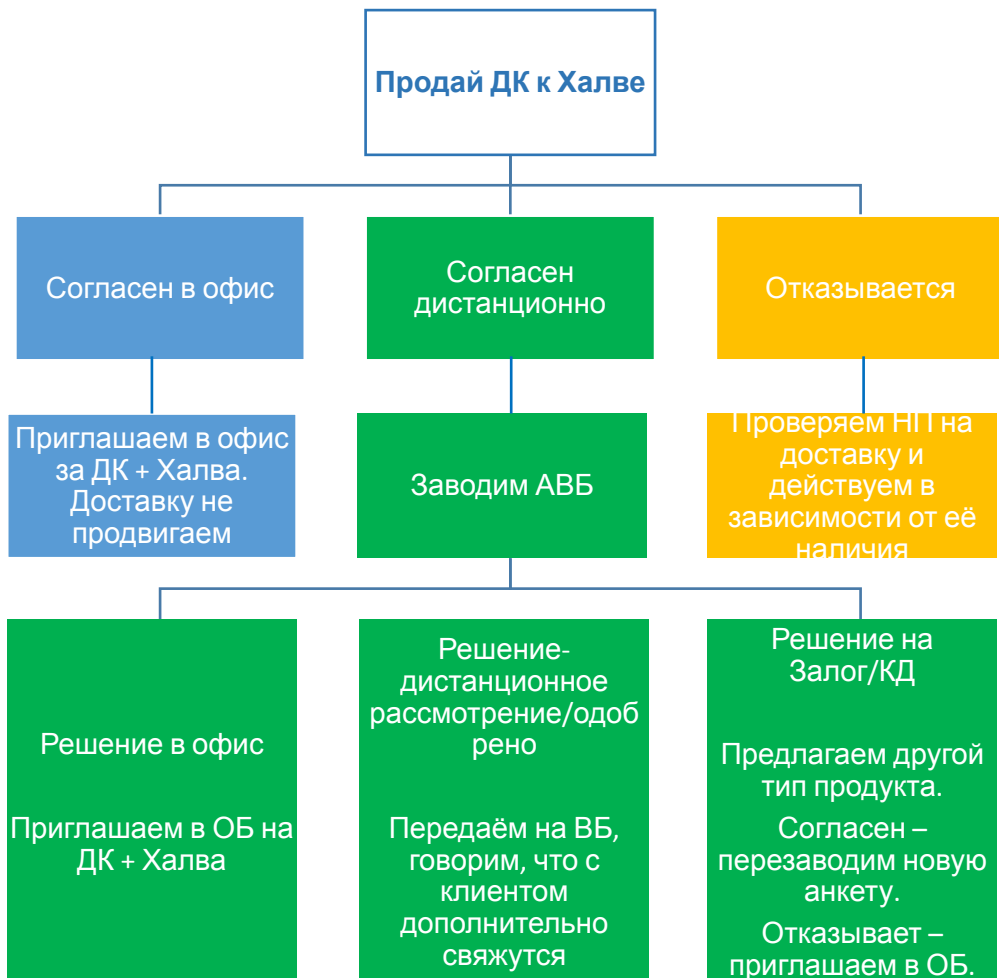 Продай ДК к Халве
Согласен в офис
Согласен
дистанционно
Отказывается
Приглашаем в офис
за ДК + Халва.
Доставку не
продвигаем
Заводим АВБ
Проверяем НП на
доставку и
действуем в
зависимости от её
наличия
Решение в офис
Приглашаем в ОБ на
ДК + Халва
Решение-
дистанционное
рассмотрение/одоб
рено
Передаём на ВБ,
говорим, что с
клиентом
дополнительно
свяжутся
Решение на
Залог/КД
Предлагаем другой
тип продукта.
Согласен –
перезаводим новую
анкету.
Отказывает –
приглашаем в ОБ.